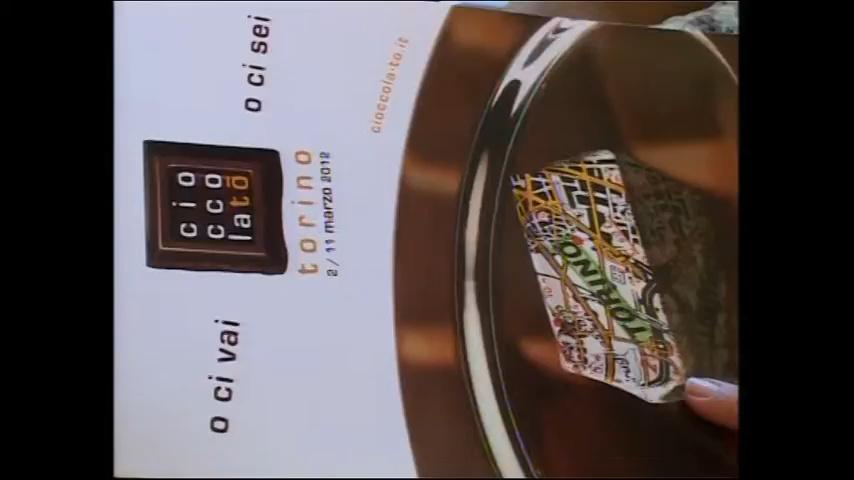 o ci vai
o ci sei
cio
cco
latò
torino
2/11 marzo 2012
cioccola-to.it
TORINO